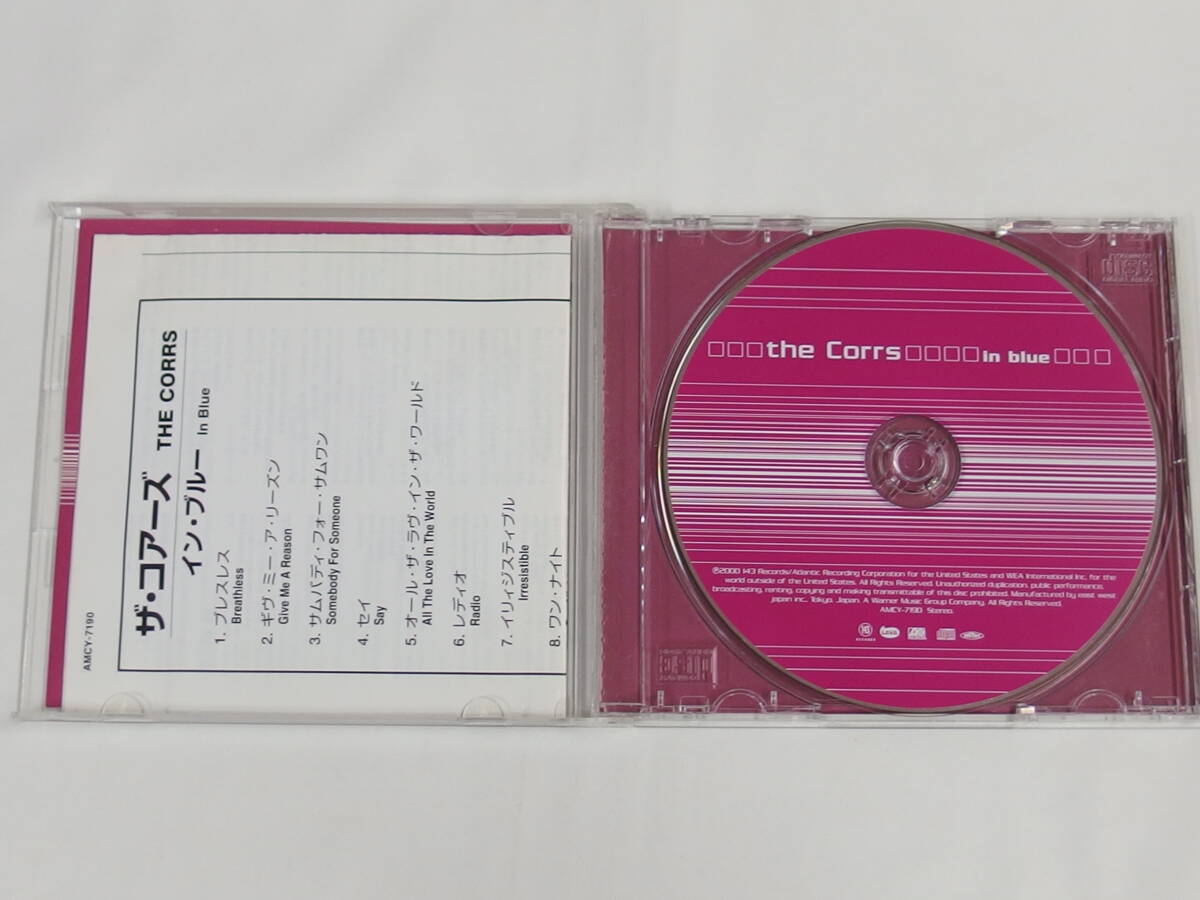 AMCY-7190
ザ・コアーズ THE CORRS
イン・ブルー In Blue
1. ブレスレス
Breathless
2. ギヴ・ミー・ア・リーズン
Give Me A Reason
3. サムバディ・フォー・サムワン
Somebody For Someone
4. セイ
Say
5. オール・ザ・ラヴ・イン・ザ・ワールド
All The Love In The World
6. レディオ
Radio
7. イリィジスティブル
Irresistible
8. ワン・ナイト
□□□the Corrs□□□□in blue□□□
℗2000 143 Records/Atlantic Recording Corporation for the United States and WEA International Inc. for the
world outside of the United States. All Rights Reserved. Unauthorized duplication, public performance,
broadcasting, renting, copying and making transmittable of this disc prohibited. Manufactured by east west
japan inc., Tokyo, Japan. A Warner Music Group Company. All Rights Reserved.
AMCY-7190 Stereo.
143
RECORDS
LAVA
disc